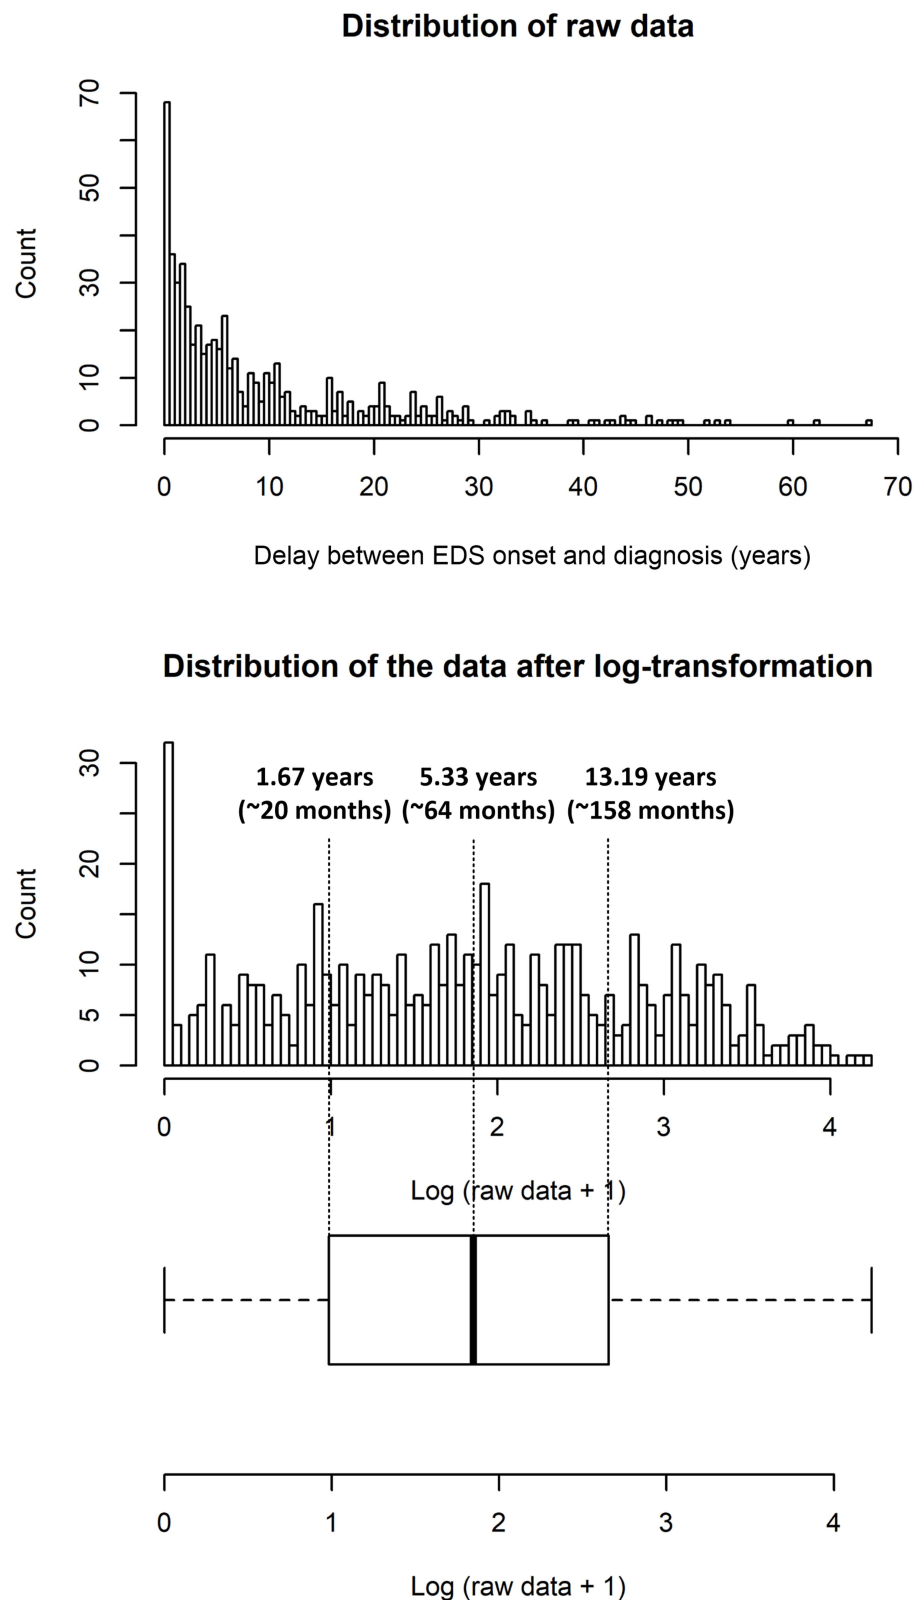 Distribution of raw data
70
50
30
10
0
Count
0 10 20 30 40 50 60 70
Delay between EDS onset and diagnosis (years)
Distribution of the data after log-transformation
30
20
10
5
0
Count
1.67 years 5.33 years 13.19 years
(~20 months) (~64 months) (~158 months)
0 1 2 3 4
Log (raw data + 1)
0 1 2 3 4
Log (raw data + 1)